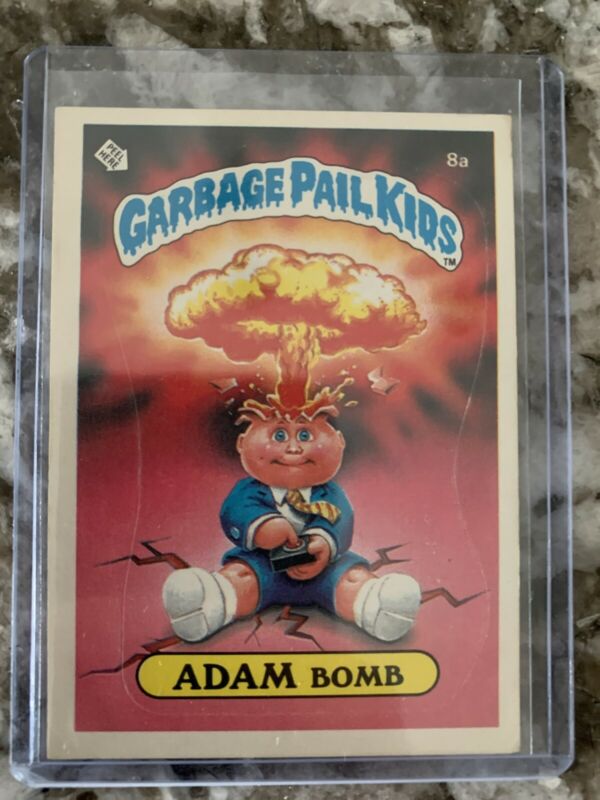 PEEL
HERE
8a
GARBAGE PAIL KIDS
TM
ADAM BOMB